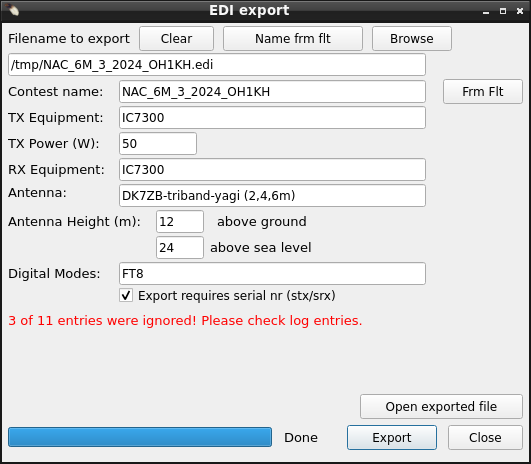 EDI export
Filename to export Clear Name frm flt Browse
/tmp/NAC_6M_3_2024_OH1KH.edi
Contest name: NAC_6M_3_2024_OH1KH Frm Flt
TX Equipment: IC7300
TX Power (W): 50
RX Equipment: IC7300
Antenna: DK7ZB-triband-yagi (2,4,6m)
Antenna Height (m): 12 above ground
24 above sea level
Digital Modes: FT8
Export requires serial nr (stx/srx)
3 of 11 entries were ignored! Please check log entries.
Open exported file
Done Export Close